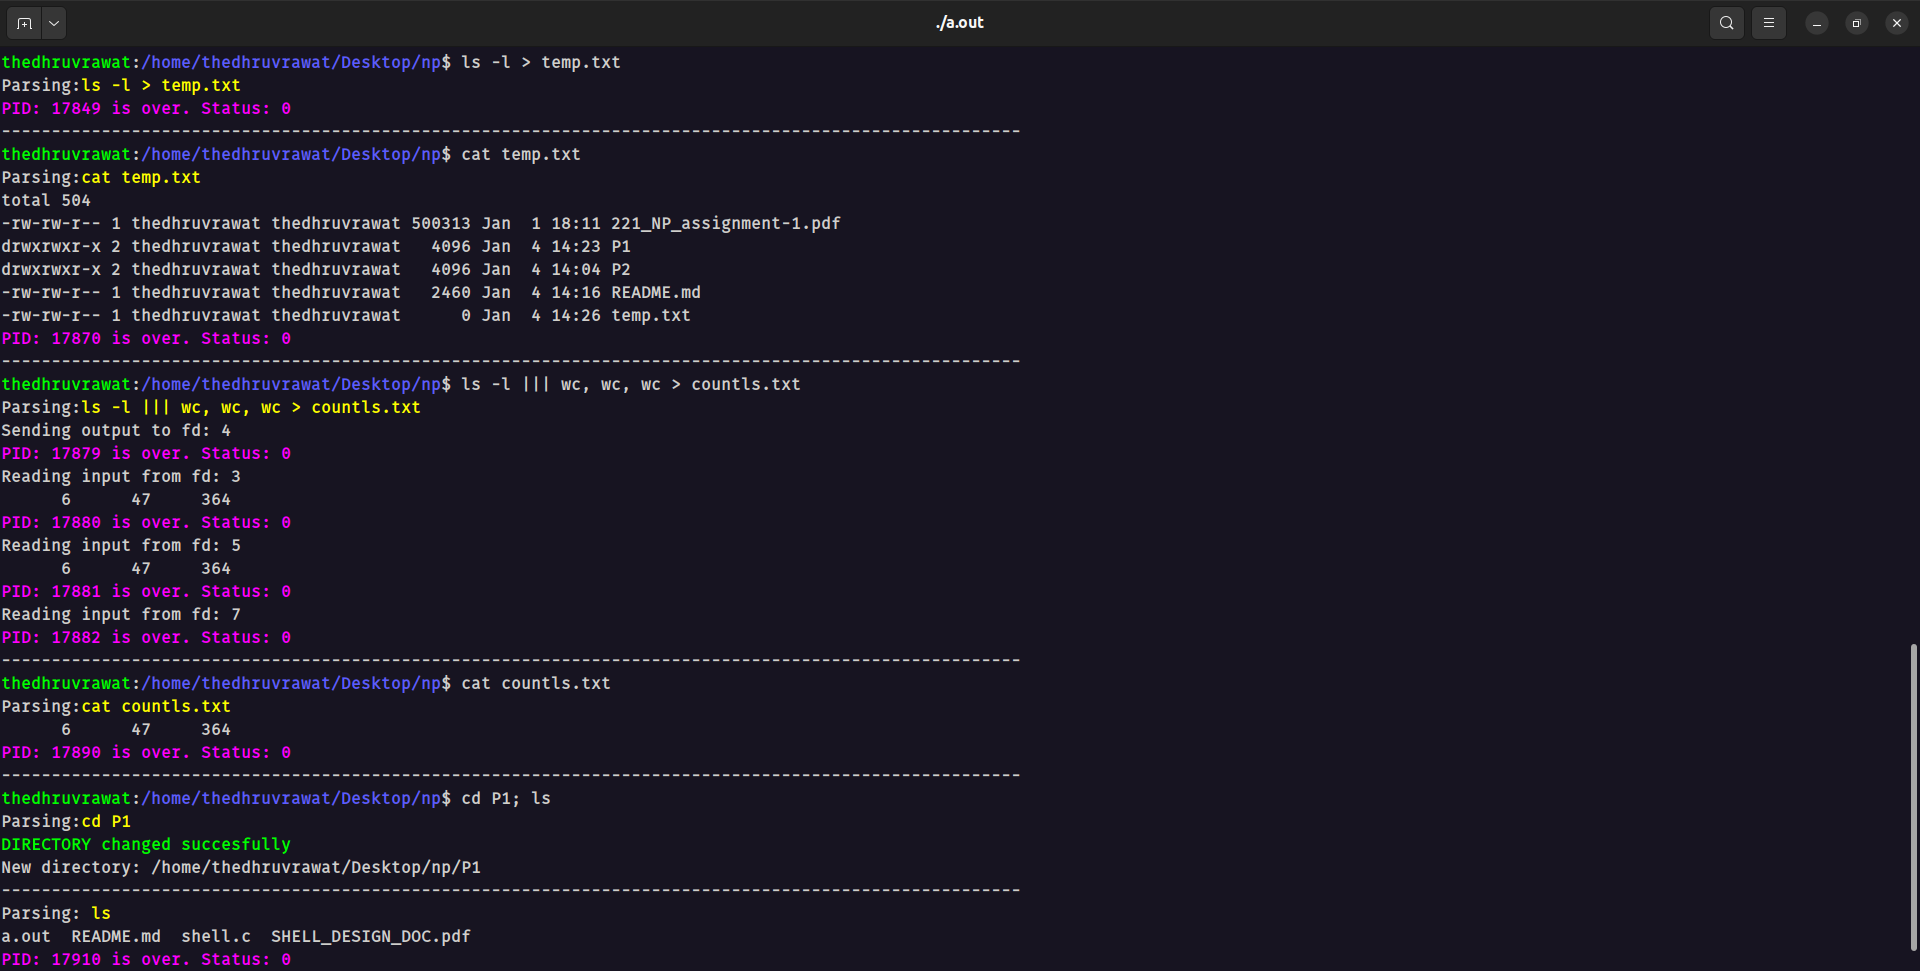 ./a.out
thedhruvrawat:/home/thedhruvrawat/Desktop/np$ ls -l > temp.txt
Parsing:ls -l > temp.txt
PID: 17849 is over. Status: 0
------------------------------------------------------------------------------------------------------
thedhruvrawat:/home/thedhruvrawat/Desktop/np$ cat temp.txt
Parsing:cat temp.txt
total 504
-rw-rw-r-- 1 thedhruvrawat thedhruvrawat 500313 Jan  1 18:11 221_NP_assignment-1.pdf
drwxrwxr-x 2 thedhruvrawat thedhruvrawat   4096 Jan  4 14:23 P1
drwxrwxr-x 2 thedhruvrawat thedhruvrawat   4096 Jan  4 14:04 P2
-rw-rw-r-- 1 thedhruvrawat thedhruvrawat   2460 Jan  4 14:16 README.md
-rw-rw-r-- 1 thedhruvrawat thedhruvrawat      0 Jan  4 14:26 temp.txt
PID: 17870 is over. Status: 0
------------------------------------------------------------------------------------------------------
thedhruvrawat:/home/thedhruvrawat/Desktop/np$ ls -l ||| wc, wc, wc > countls.txt
Parsing:ls -l ||| wc, wc, wc > countls.txt
Sending output to fd: 4
PID: 17879 is over. Status: 0
Reading input from fd: 3
      6      47     364
PID: 17880 is over. Status: 0
Reading input from fd: 5
      6      47     364
PID: 17881 is over. Status: 0
Reading input from fd: 7
PID: 17882 is over. Status: 0
------------------------------------------------------------------------------------------------------
thedhruvrawat:/home/thedhruvrawat/Desktop/np$ cat countls.txt
Parsing:cat countls.txt
      6      47     364
PID: 17890 is over. Status: 0
------------------------------------------------------------------------------------------------------
thedhruvrawat:/home/thedhruvrawat/Desktop/np$ cd P1; ls
Parsing:cd P1
DIRECTORY changed succesfully
New directory: /home/thedhruvrawat/Desktop/np/P1
------------------------------------------------------------------------------------------------------
Parsing: ls
a.out  README.md  shell.c  SHELL_DESIGN_DOC.pdf
PID: 17910 is over. Status: 0